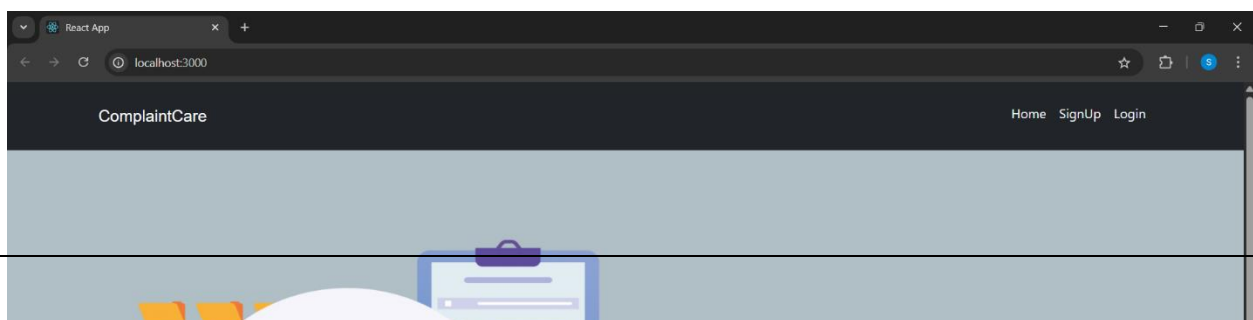 React App
localhost:3000
S
ComplaintCare
Home SignUp Login